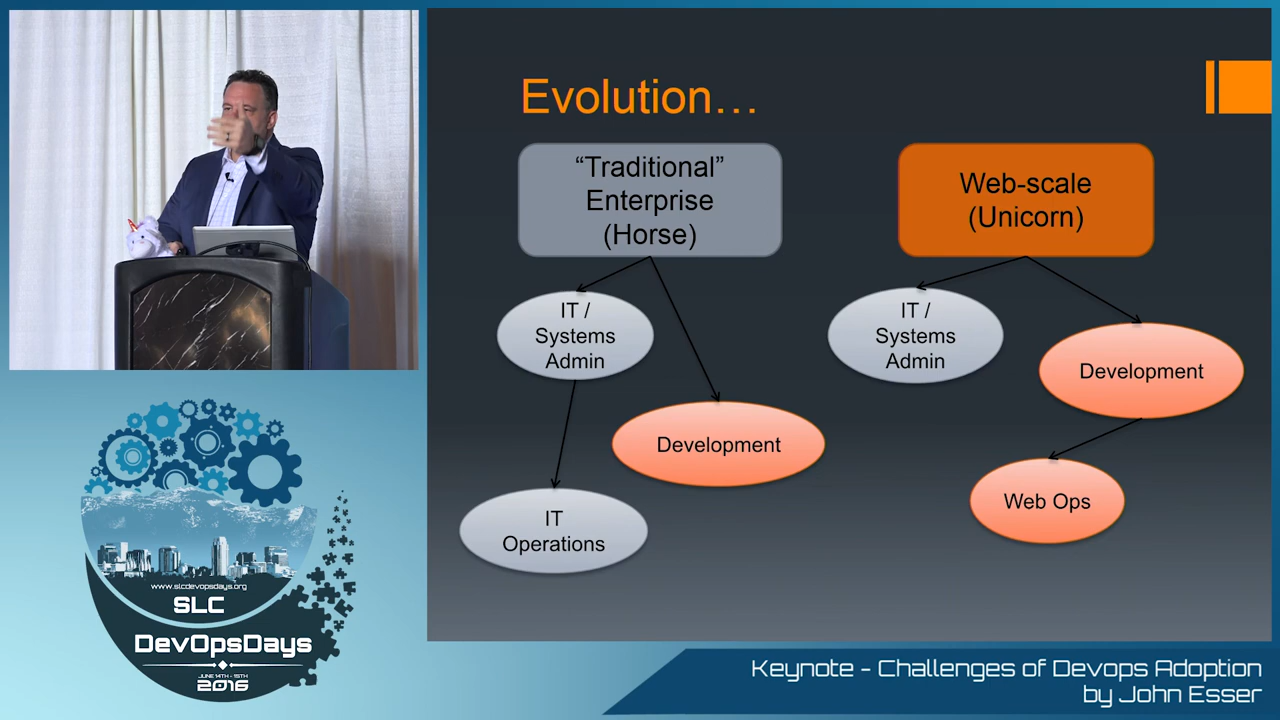 Evolution…
“Traditional”
Enterprise
(Horse)
Web-scale
(Unicorn)
IT /
Systems
Admin
Development
IT
Operations
IT /
Systems
Admin
Development
Web Ops
www.slcdevopsdays.org
SLC
DevOpsDays
JUNE 14TH - 15TH
2016
Keynote - Challenges of Devops Adoption
by John Esser